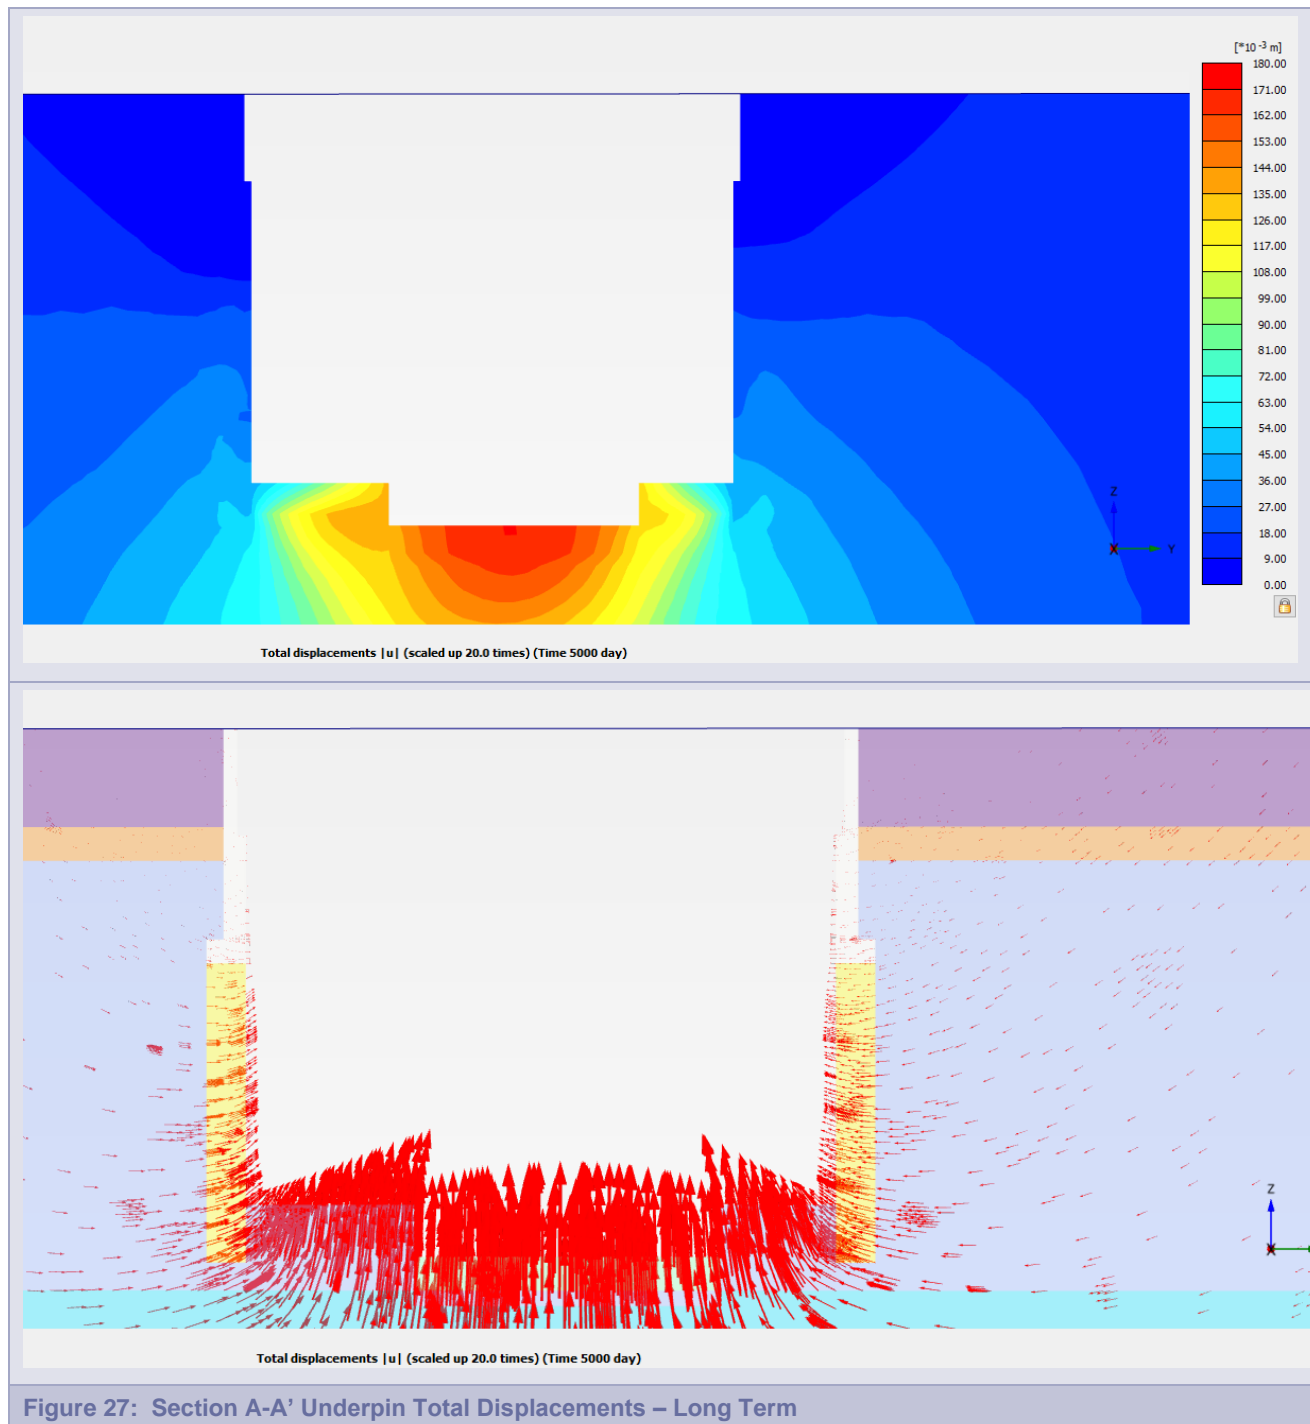 [*10 -3 m]
180.00
171.00
162.00
153.00
144.00
135.00
126.00
117.00
108.00
99.00
90.00
81.00
72.00
63.00
54.00
45.00
36.00
27.00
18.00
9.00
0.00
Z
X
Y
Total displacements |u| (scaled up 20.0 times) (Time 5000 day)
Z
X
Total displacements |u| (scaled up 20.0 times) (Time 5000 day)
Figure 27: Section A-A’ Underpin Total Displacements – Long Term